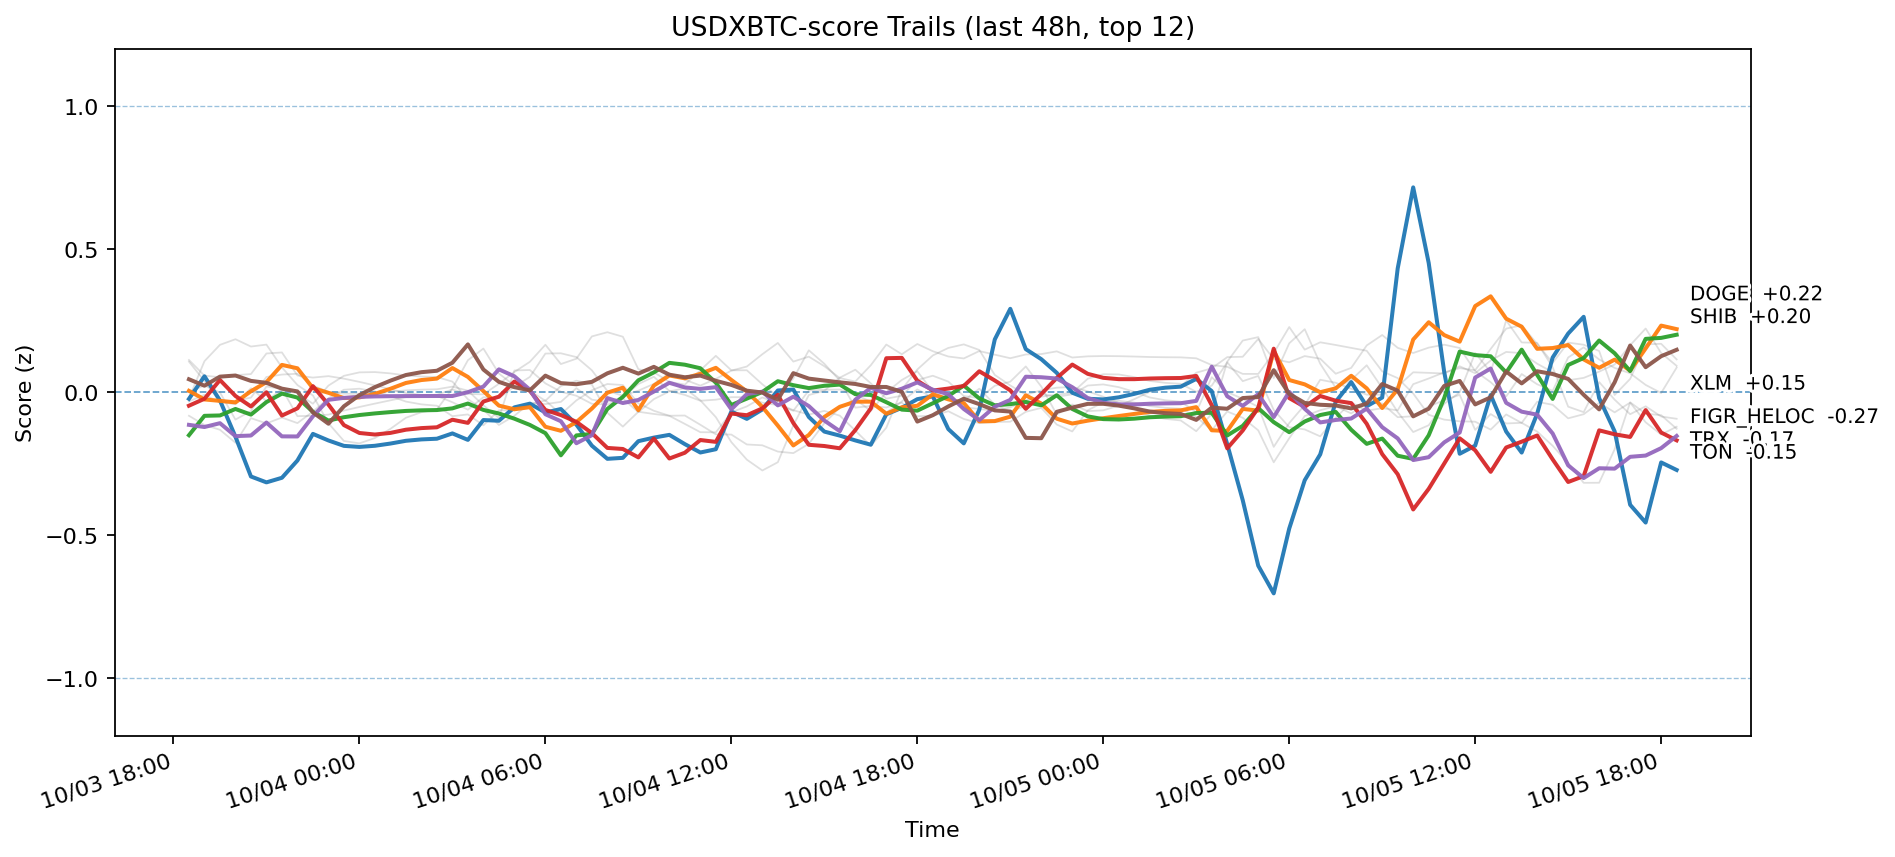 USDXBTC-score Trails (last 48h, top 12)
Score (z)
1.0
0.5
0.0
−0.5
−1.0
DOGE +0.22
SHIB +0.20
XLM +0.15
FIGR_HELOC -0.27
TRX -0.17
TON -0.15
10/03 18:00
10/04 00:00
10/04 06:00
10/04 12:00
10/04 18:00
10/05 00:00
10/05 06:00
10/05 12:00
10/05 18:00
Time